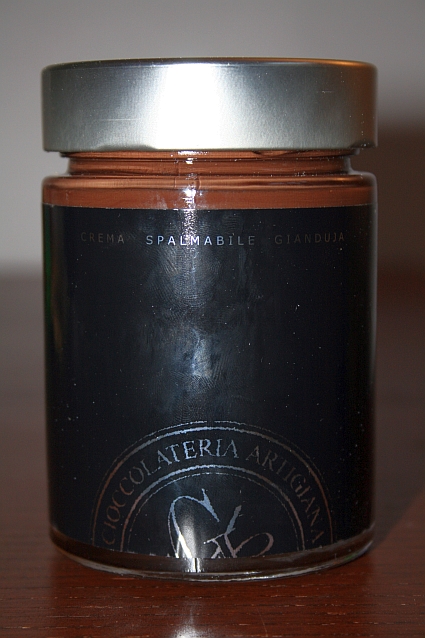 CREMA SPALMABILE GIANDUJA
CIOCCOLATERIA ARTIGIANA